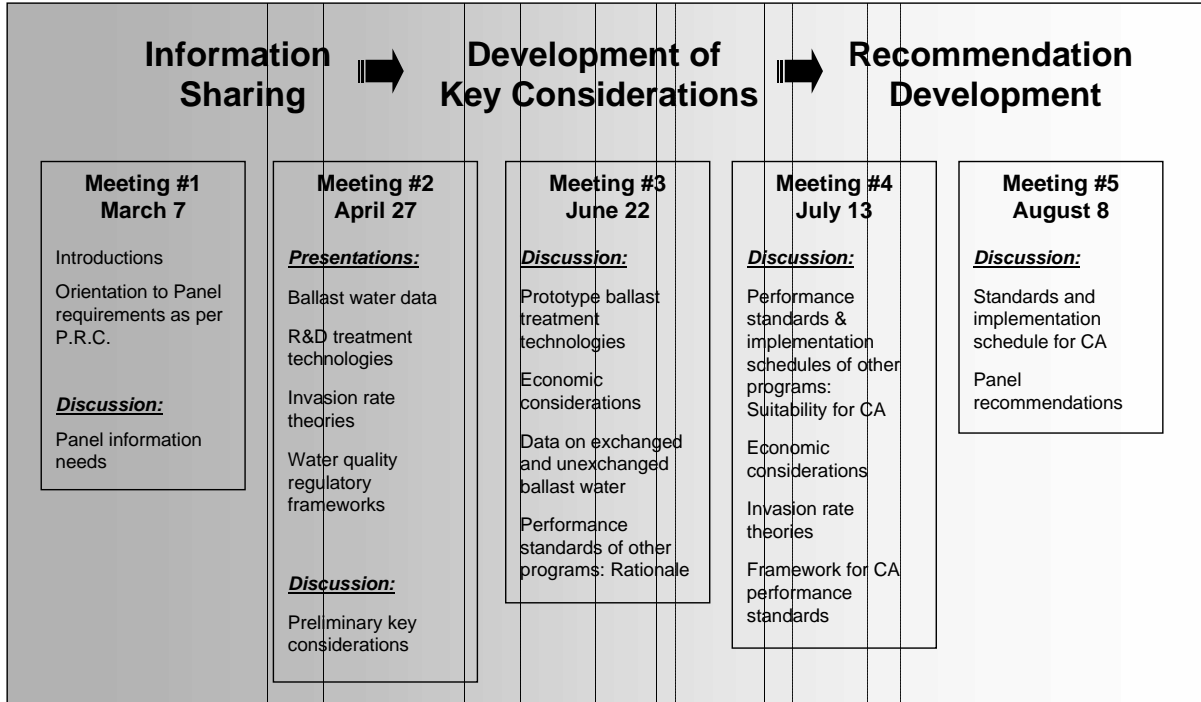 Information
Sharing
Development of
Key Considerations
Recommendation
Development
Meeting #1
March 7
Introductions
Orientation to Panel
requirements as per
P.R.C.
Discussion:
Panel information
needs
Meeting #2
April 27
Presentations:
Ballast water data
R&D treatment
technologies
Invasion rate
theories
Water quality
regulatory
frameworks
Discussion:
Preliminary key
considerations
Meeting #3
June 22
Discussion:
Prototype ballast
treatment
technologies
Economic
considerations
Data on exchanged
and unexchanged
ballast water
Performance
standards of other
programs: Rationale
Meeting #4
July 13
Discussion:
Performance
standards &
implementation
schedules of other
programs:
Suitability for CA
Economic
considerations
Invasion rate
theories
Framework for CA
performance
standards
Meeting #5
August 8
Discussion:
Standards and
implementation
schedule for CA
Panel
recommendations